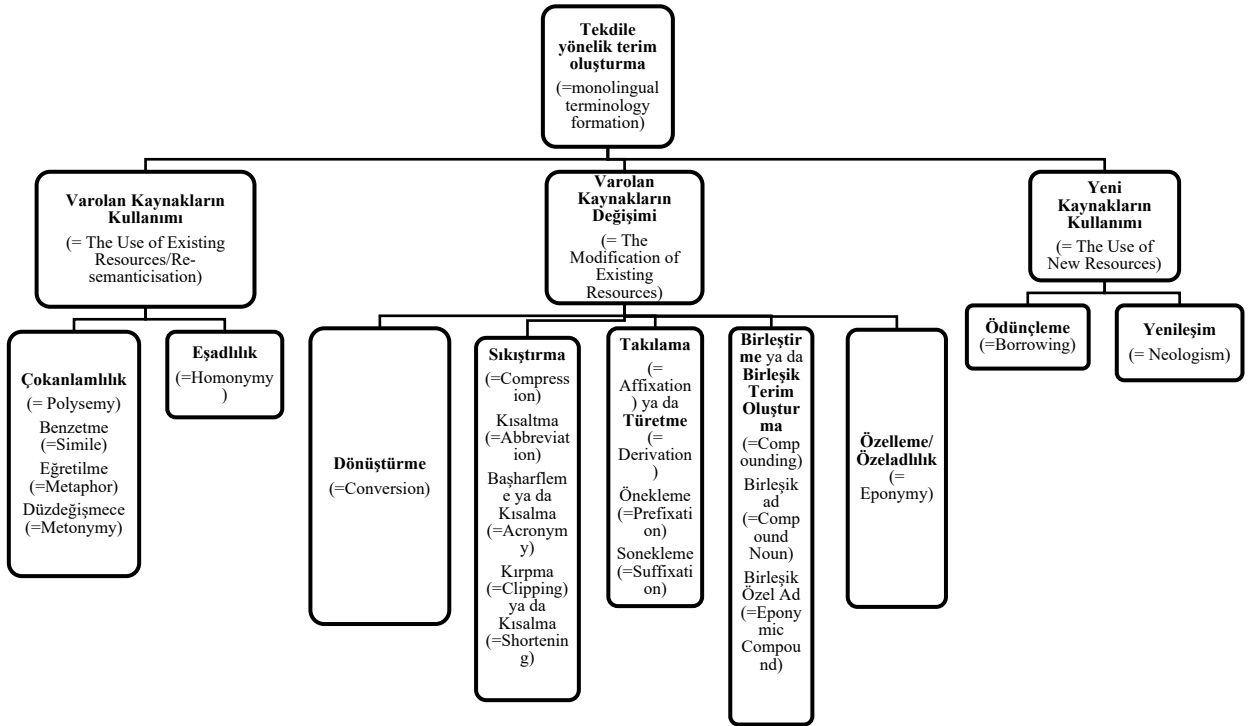 Tekdile
yönelik terim
oluşturma
(=monolingual
terminology
formation)
Varolan Kaynakların
Kullanımı
(= The Use of Existing
Resources/Re-
semanticisation)
Varolan
Kaynakların
Değişimi
(= The
Modification of
Existing
Resources)
Yeni
Kaynakların
Kullanımı
(= The Use of
New Resources)
Çokanlamlılık
(= Polysemy)
Benzetme
(=Simile)
Eğretilme
(=Metaphor)
Düzdeğişmece
(=Metonymy)
Eşadlılık
(=Homonymy
)
Dönüştürme
(=Conversion)
Sıkıştırma
(=Compress
ion)
Kısaltma
(=Abbreviat
ion)
Başharflem
e ya da
Kısalma
(=Acronym
y)
Kırpma
(=Clipping)
ya da
Kısalma
(=Shortenin
g)
Takılama
(=
Affixation
) ya da
Türetme
(=
Derivation
)
Önekleme
(=Prefixati
on)
Sonekleme
(=Suffixati
on)
Birleştir
me ya da
Birleşik
Terim
Oluştur
ma
(=Comp
ounding)
Birleşik
ad
(=Comp
ound
Noun)
Birleşik
Özel Ad
(=Epony
mic
Compou
nd)
Özelleme/
Özeladlılık
(=
Eponymy)
Ödünçleme
(=Borrowing)
Yenileşim
(= Neologism)